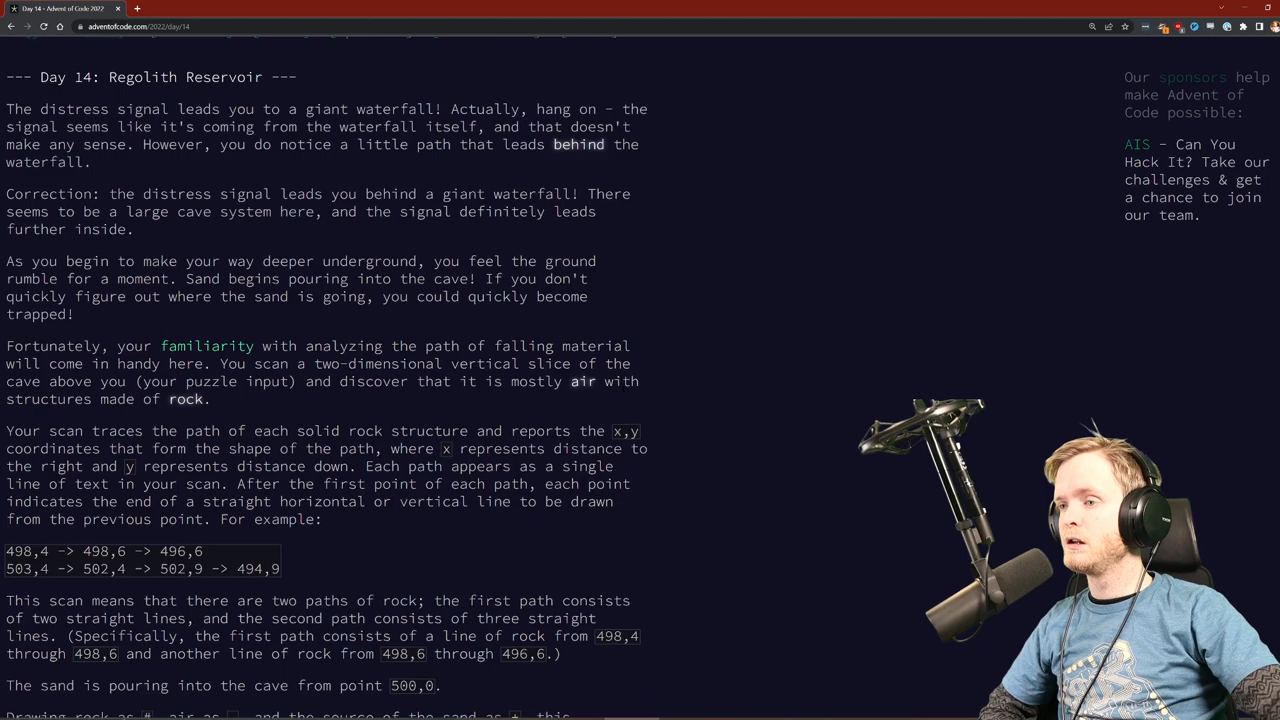 Day 14 - Advent of Code 2022
adventofcode.com/2022/day/14
--- Day 14: Regolith Reservoir ---
The distress signal leads you to a giant waterfall! Actually, hang on - the
signal seems like it's coming from the waterfall itself, and that doesn't
make any sense. However, you do notice a little path that leads behind the
waterfall.
Correction: the distress signal leads you behind a giant waterfall! There
seems to be a large cave system here, and the signal definitely leads
further inside.
As you begin to make your way deeper underground, you feel the ground
rumble for a moment. Sand begins pouring into the cave! If you don't
quickly figure out where the sand is going, you could quickly become
trapped!
Fortunately, your familiarity with analyzing the path of falling material
will come in handy here. You scan a two-dimensional vertical slice of the
cave above you (your puzzle input) and discover that it is mostly air with
structures made of rock.
Your scan traces the path of each solid rock structure and reports the x,y
coordinates that form the shape of the path, where x represents distance to
the right and y represents distance down. Each path appears as a single
line of text in your scan. After the first point of each path, each point
indicates the end of a straight horizontal or vertical line to be drawn
from the previous point. For example:
498,4 -> 498,6 -> 496,6
503,4 -> 502,4 -> 502,9 -> 494,9
This scan means that there are two paths of rock; the first path consists
of two straight lines, and the second path consists of three straight
lines. (Specifically, the first path consists of a line of rock from 498,4
through 498,6 and another line of rock from 498,6 through 496,6.)
The sand is pouring into the cave from point 500,0.
Drawing rock as #, air as ., and the source of the sand as +, this
Our sponsors help
make Advent of
Code possible:
AIS - Can You
Hack It? Take our
challenges & get
a chance to join
our team.